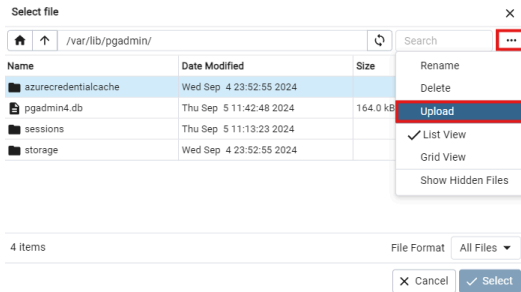 Select file
/var/lib/pgadmin/
Search
Name Date Modified Size
azurecredentialcache Wed Sep 4 23:52:55 2024
pgadmin4.db Thu Sep 5 11:42:48 2024 164.0 kB
sessions Thu Sep 5 11:13:23 2024
storage Wed Sep 4 23:52:55 2024
Rename
Delete
Upload
List View
Grid View
Show Hidden Files
4 items File Format All Files
Cancel Select